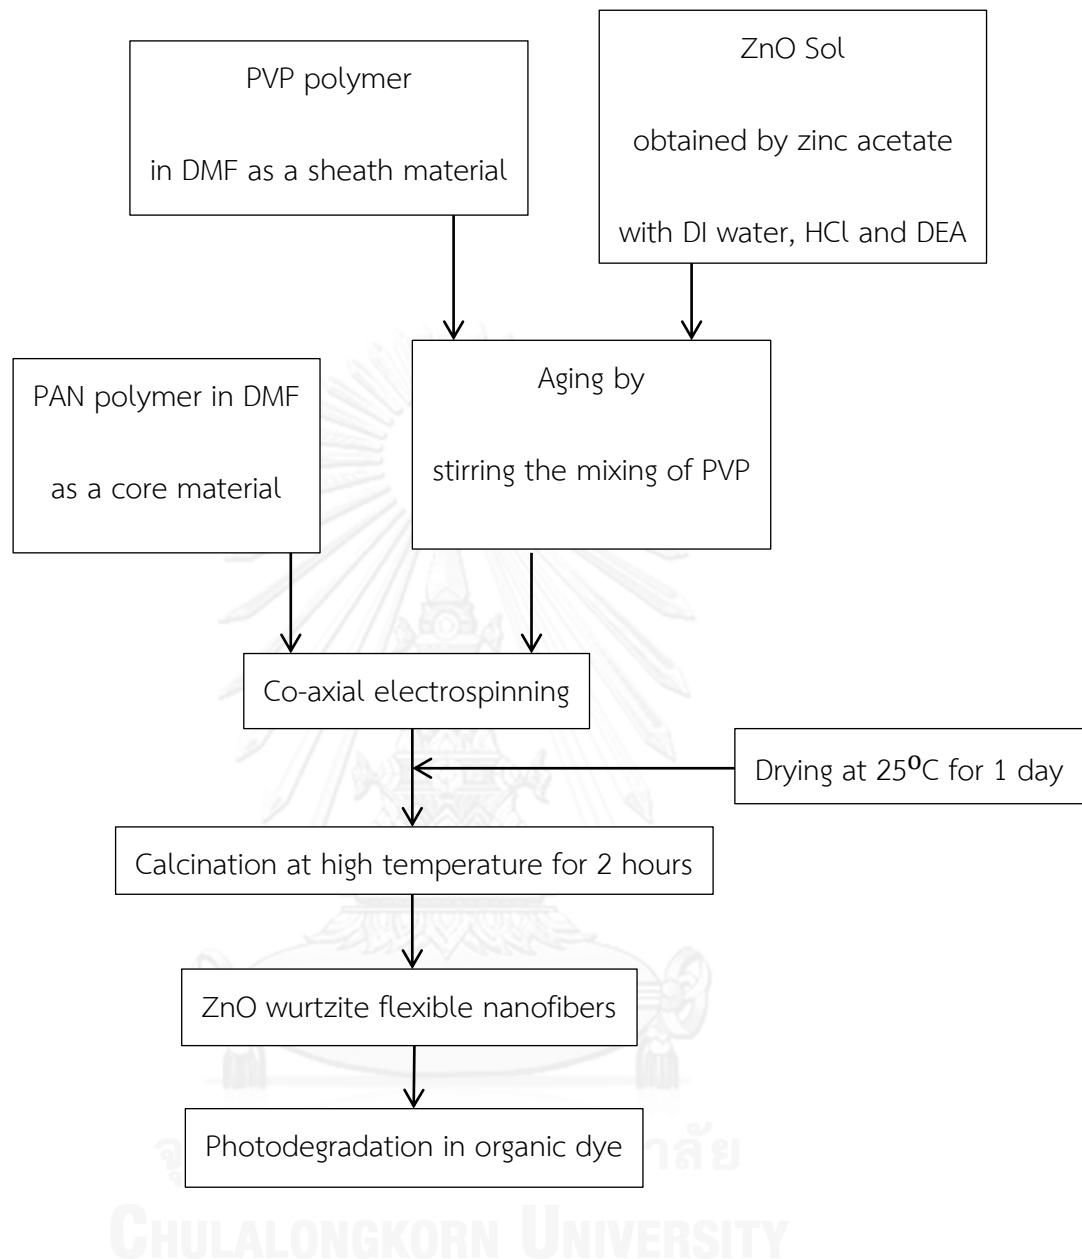 PVP polymer
in DMF as a sheath material
ZnO Sol
obtained by zinc acetate
with DI water, HCl and DEA
PAN polymer in DMF
as a core material
Aging by
stirring the mixing of PVP
Co-axial electrospinning
Drying at 25⁰C for 1 day
Calcination at high temperature for 2 hours
ZnO wurtzite flexible nanofibers
Photodegradation in organic dye
CHULALONGKORN UNIVERSITY